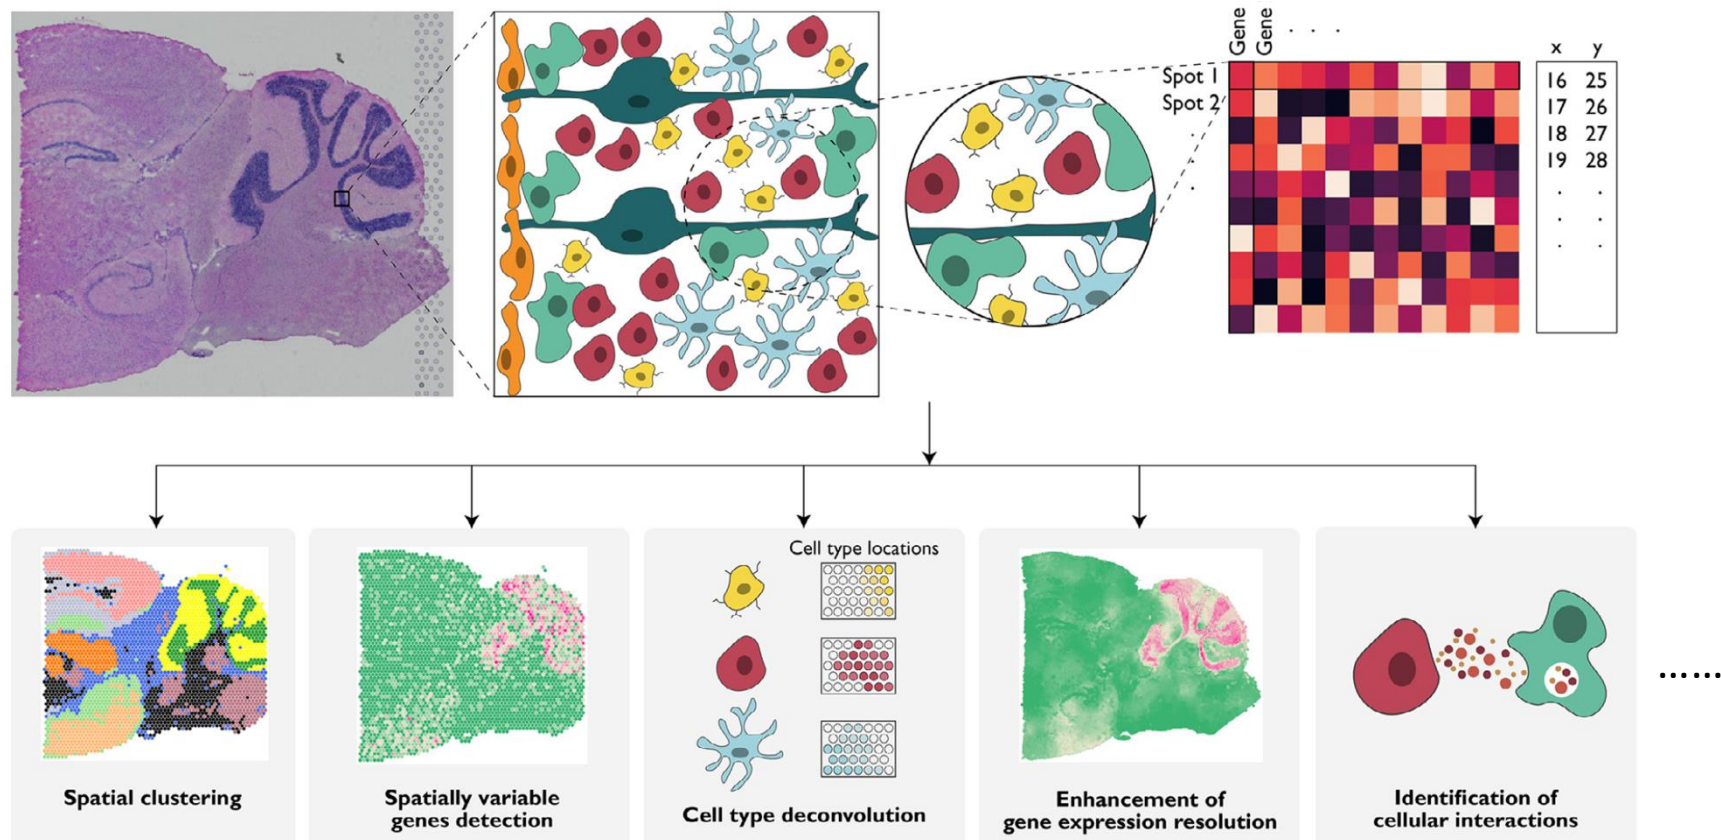 Gene
Gene
. . .
x y
Spot 1
16 25
Spot 2
17 26
. 18 27
. 19 28
. . .
. .
. .
Cell type locations
Spatial clustering
Spatially variable
genes detection
Cell type deconvolution
Enhancement of
gene expression resolution
Identification of
cellular interactions
......